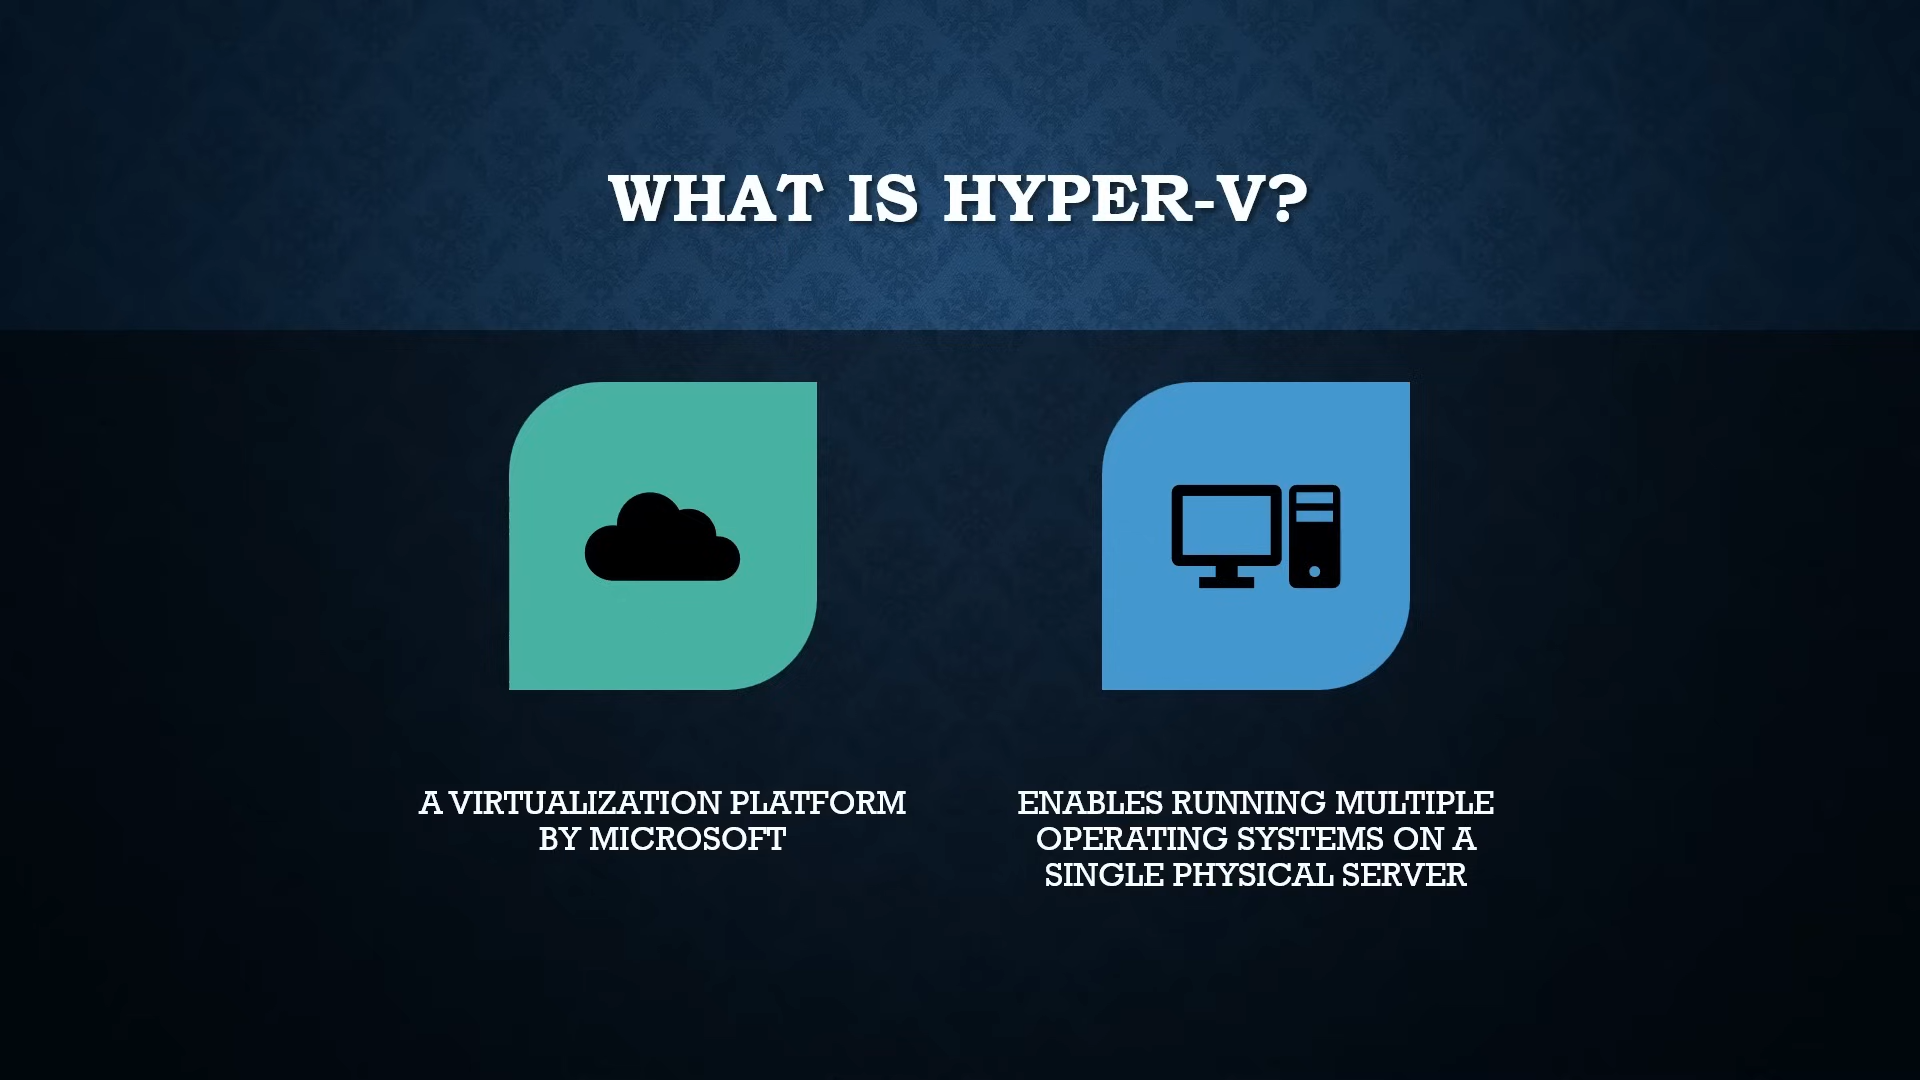 WHAT IS HYPER-V?
A VIRTUALIZATION PLATFORM
BY MICROSOFT
ENABLES RUNNING MULTIPLE
OPERATING SYSTEMS ON A
SINGLE PHYSICAL SERVER